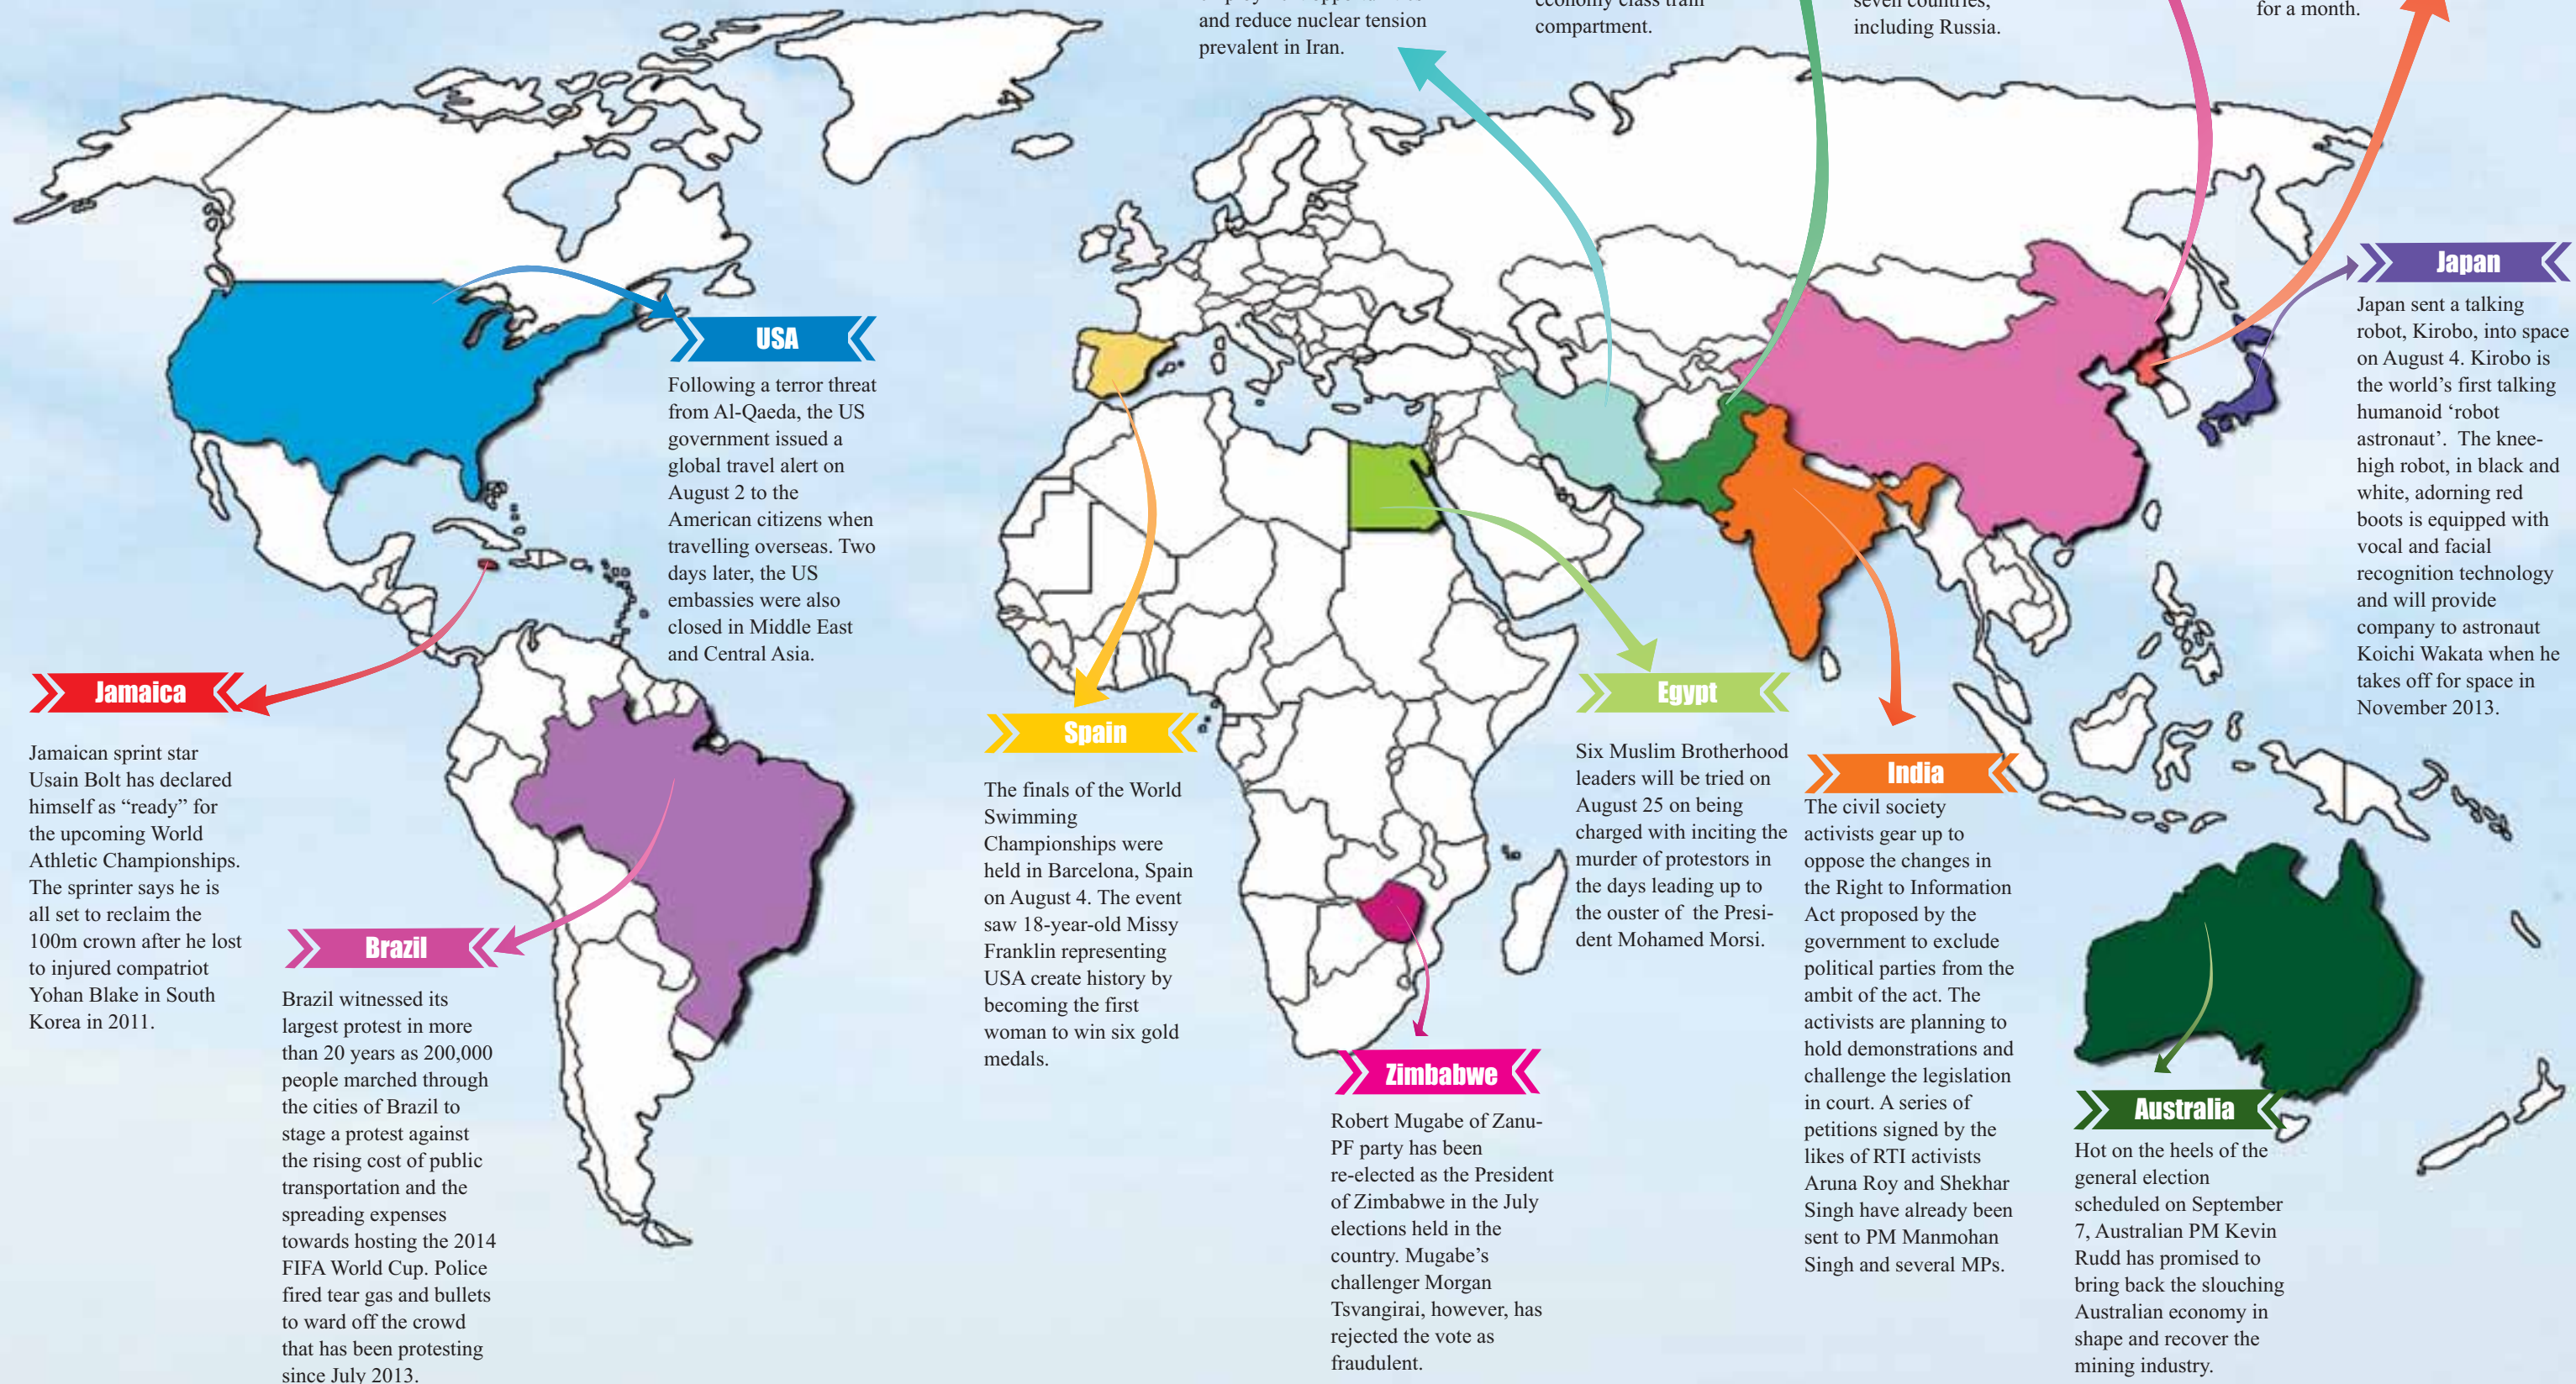 and reduce nuclear tension
prevalent in Iran.
economy class train
compartment.
seven countries,
including Russia.
for a month.
USA
Following a terror threat
from Al-Qaeda, the US
government issued a
global travel alert on
August 2 to the
American citizens when
travelling overseas. Two
days later, the US
embassies were also
closed in Middle East
and Central Asia.
Jamaica
Jamaican sprint star
Usain Bolt has declared
himself as “ready” for
the upcoming World
Athletic Championships.
The sprinter says he is
all set to reclaim the
100m crown after he lost
to injured compatriot
Yohan Blake in South
Korea in 2011.
Brazil
Brazil witnessed its
largest protest in more
than 20 years as 200,000
people marched through
the cities of Brazil to
stage a protest against
the rising cost of public
transportation and the
spreading expenses
towards hosting the 2014
FIFA World Cup. Police
fired tear gas and bullets
to ward off the crowd
that has been protesting
since July 2013.
Spain
The finals of the World
Swimming
Championships were
held in Barcelona, Spain
on August 4. The event
saw 18-year-old Missy
Franklin representing
USA create history by
becoming the first
woman to win six gold
medals.
Zimbabwe
Robert Mugabe of Zanu-
PF party has been
re-elected as the President
of Zimbabwe in the July
elections held in the
country. Mugabe’s
challenger Morgan
Tsvangirai, however, has
rejected the vote as
fraudulent.
Egypt
Six Muslim Brotherhood
leaders will be tried on
August 25 on being
charged with inciting the
murder of protestors in
the days leading up to
the ouster of  the Presi-
dent Mohamed Morsi.
India
The civil society
activists gear up to
oppose the changes in
the Right to Information
Act proposed by the
government to exclude
political parties from the
ambit of the act. The
activists are planning to
hold demonstrations and
challenge the legislation
in court. A series of
petitions signed by the
likes of RTI activists
Aruna Roy and Shekhar
Singh have already been
sent to PM Manmohan
Singh and several MPs.
Japan
Japan sent a talking
robot, Kirobo, into space
on August 4. Kirobo is
the world’s first talking
humanoid ‘robot
astronaut’.  The knee-
high robot, in black and
white, adorning red
boots is equipped with
vocal and facial
recognition technology
and will provide
company to astronaut
Koichi Wakata when he
takes off for space in
November 2013.
Australia
Hot on the heels of the
general election
scheduled on September
7, Australian PM Kevin
Rudd has promised to
bring back the slouching
Australian economy in
shape and recover the
mining industry.